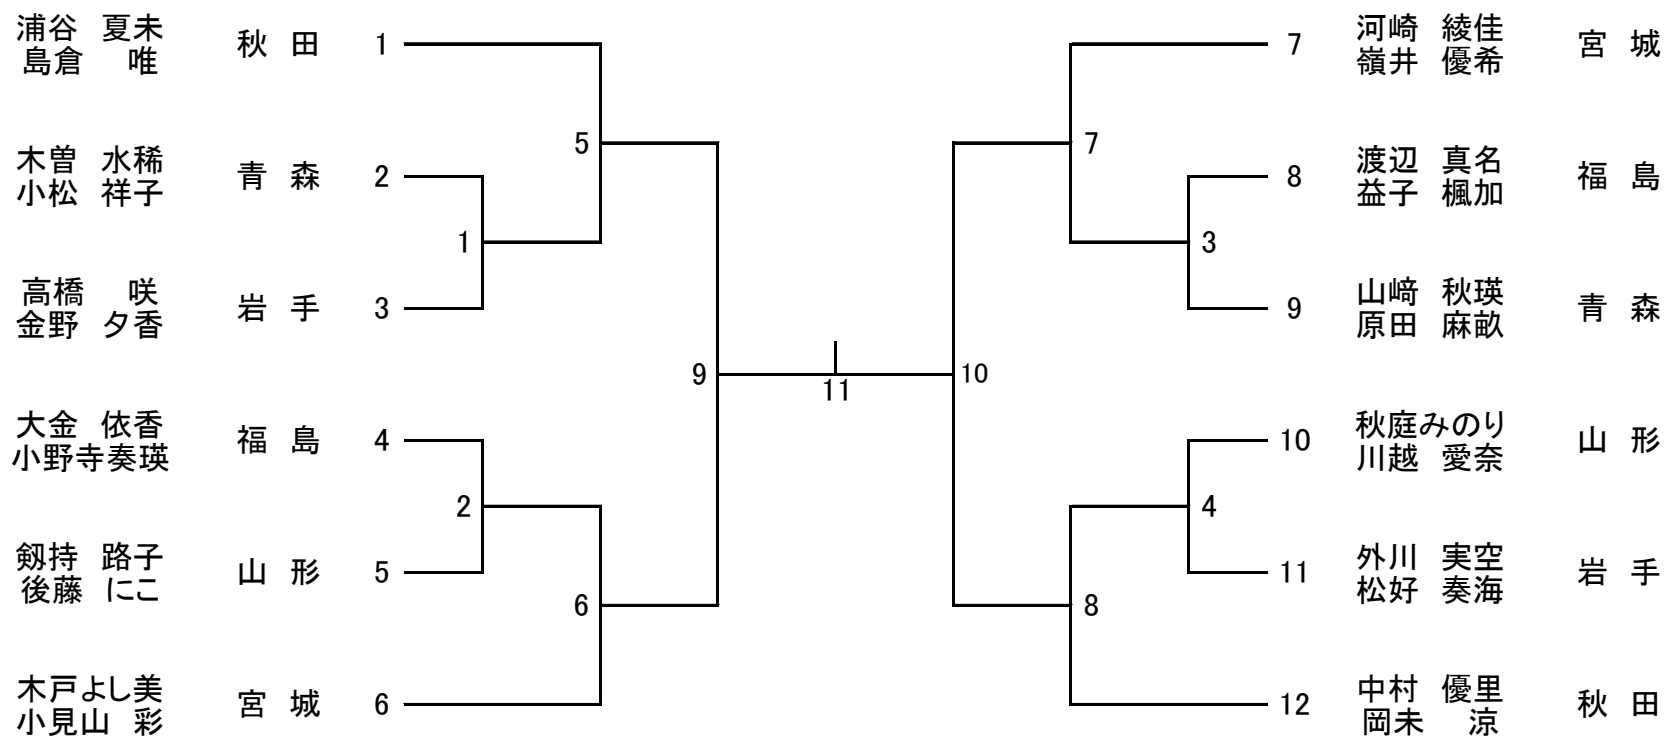 浦谷 夏未
島倉 唯
秋田 1
木曽 水稀
小松 祥子
青森 2
高橋 咲
金野 夕香
岩手 3
大金 依香
小野寺奏瑛
福島 4
剱持 路子
後藤 にこ
山形 5
木戸よし美
小見山 彩
宮城 6
5
1
2
6
9
11
10
7
3
4
8
7
河崎 綾佳
嶺井 優希
宮城
8
渡辺 真名
益子 楓加
福島
9
山﨑 秋瑛
原田 麻畝
青森
10
秋庭みのり
川越 愛奈
山形
11
外川 実空
松好 奏海
岩手
12
中村 優里
岡未 涼
秋田